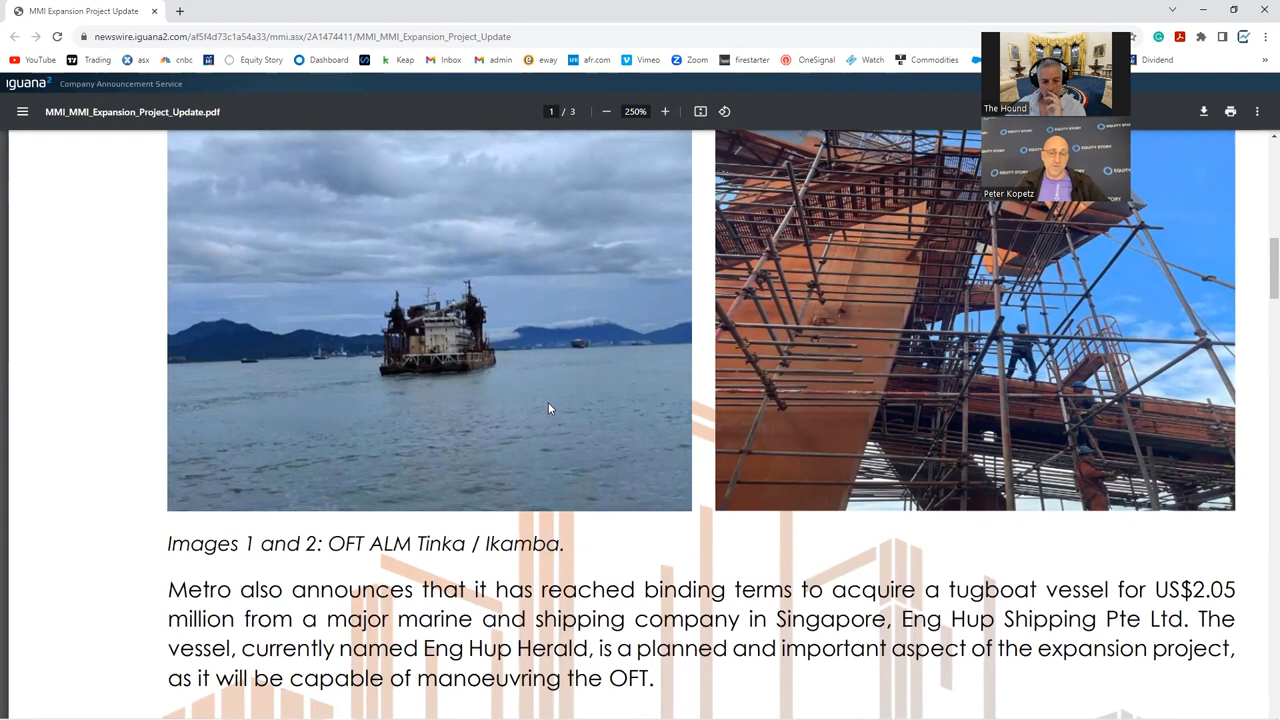 MMI Expansion Project Update
newswire.iguana2.com/af5f4d73c1a54a33/mmi.asx/2A1474411/MMI_MMI_Expansion_Project_Update
YouTube Trading asx cnbc Equity Story Dashboard Keap Inbox admin eway afr.com Vimeo Zoom firestarter OneSignal Watch Commodities Dividend
iguana2 Company Announcement Service
MMI_MMI_Expansion_Project_Update.pdf 1 / 3 250%
The Hound
EQUITY STORY
Peter Kopetz
Images 1 and 2: OFT ALM Tinka / Ikamba.
Metro also announces that it has reached binding terms to acquire a tugboat vessel for US$2.05
million from a major marine and shipping company in Singapore, Eng Hup Shipping Pte Ltd. The
vessel, currently named Eng Hup Herald, is a planned and important aspect of the expansion project,
as it will be capable of manoeuvring the OFT.